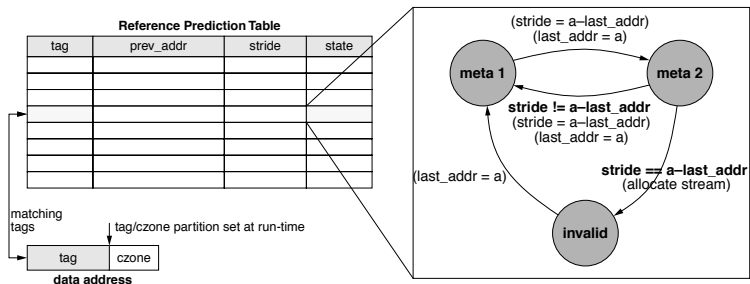 Reference Prediction Table
tag prev_addr stride state
matching
tags
tag/czone partition set at run-time
tag czone
data address
(stride = a–last_addr)
(last_addr = a)
meta 1
meta 2
stride != a–last_addr
(stride = a–last_addr)
(last_addr = a)
(last_addr = a)
stride == a–last_addr
(allocate stream)
invalid